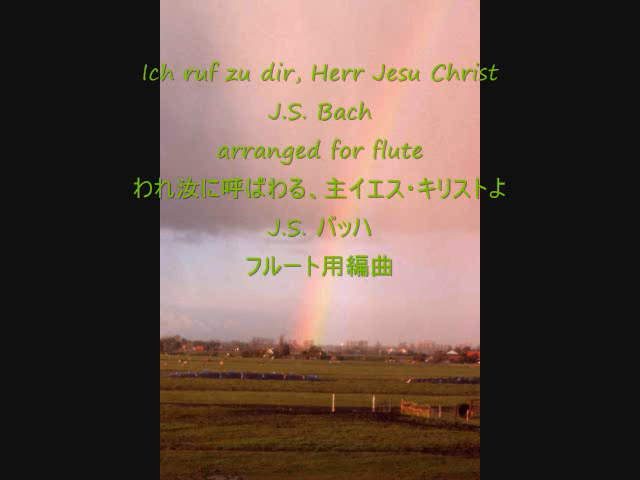 Ich ruf zu dir, Herr Jesu Christ
J.S. Bach
arranged for flute
われ汝に呼ばわる、主イエス・キリストよ
J.S. バッハ
フルート用編曲